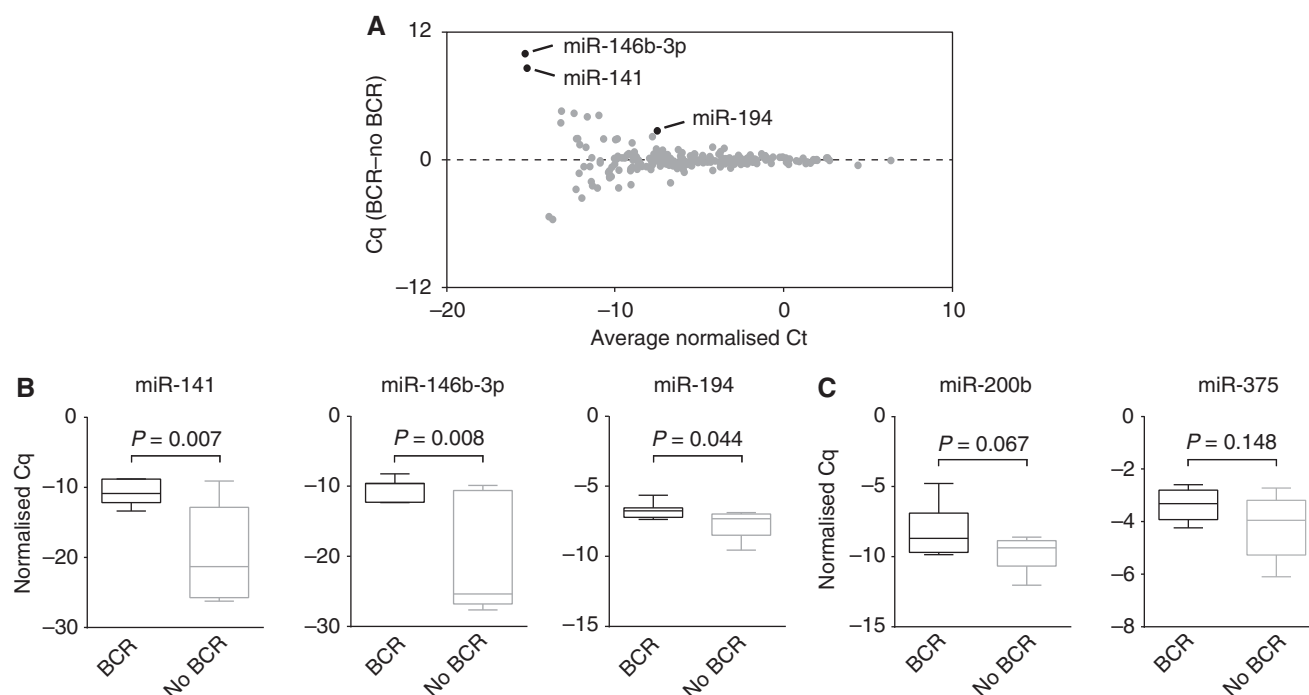 A
12
0
–12
Cq (BCR–no BCR)
miR-146b-3p
miR-141
miR-194
–20
–10
0
10
Average normalised Ct
B
miR-141
Normalised Cq
0
–10
–20
–30
P = 0.007
BCR
No BCR
miR-146b-3p
0
–10
–20
–30
P = 0.008
BCR
No BCR
miR-194
0
–5
–10
–15
P = 0.044
BCR
No BCR
C
miR-200b
Normalised Cq
0
–5
–10
–15
P = 0.067
BCR
No BCR
miR-375
0
–2
–4
–6
–8
P = 0.148
BCR
No BCR